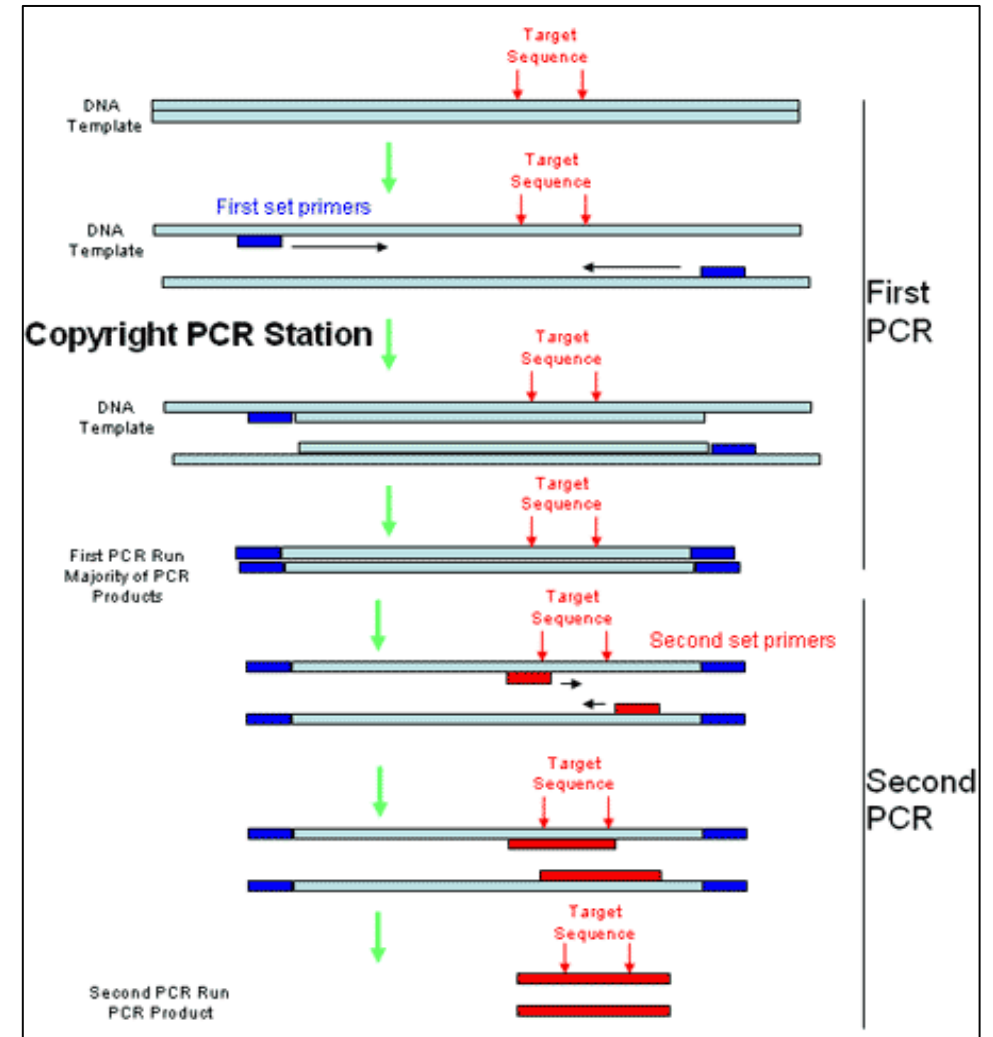 Target
Sequence
DNA
Template
Target
Sequence
First set primers
DNA
Template
First
PCR
Copyright PCR Station
Target
Sequence
DNA
Template
Target
Sequence
First PCR Run
Majority of PCR
Products
Target
Sequence
Second set primers
Target
Sequence
Second
PCR
Target
Sequence
Second PCR Run
PCR Product